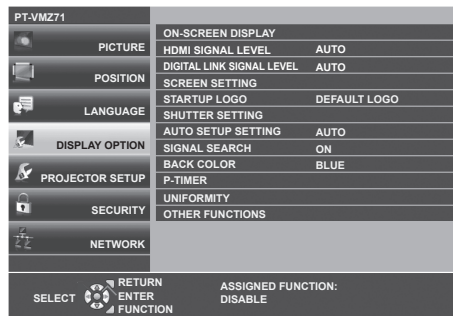 PT-VMZ71
PICTURE
POSITION
LANGUAGE
DISPLAY OPTION
PROJECTOR SETUP
SECURITY
NETWORK
ON-SCREEN DISPLAY
HDMI SIGNAL LEVEL AUTO
DIGITAL LINK SIGNAL LEVEL AUTO
SCREEN SETTING
STARTUP LOGO DEFAULT LOGO
SHUTTER SETTING
AUTO SETUP SETTING AUTO
SIGNAL SEARCH ON
BACK COLOR BLUE
P-TIMER
UNIFORMITY
OTHER FUNCTIONS
SELECT
RETURN
ENTER
FUNCTION
ASSIGNED FUNCTION:
DISABLE